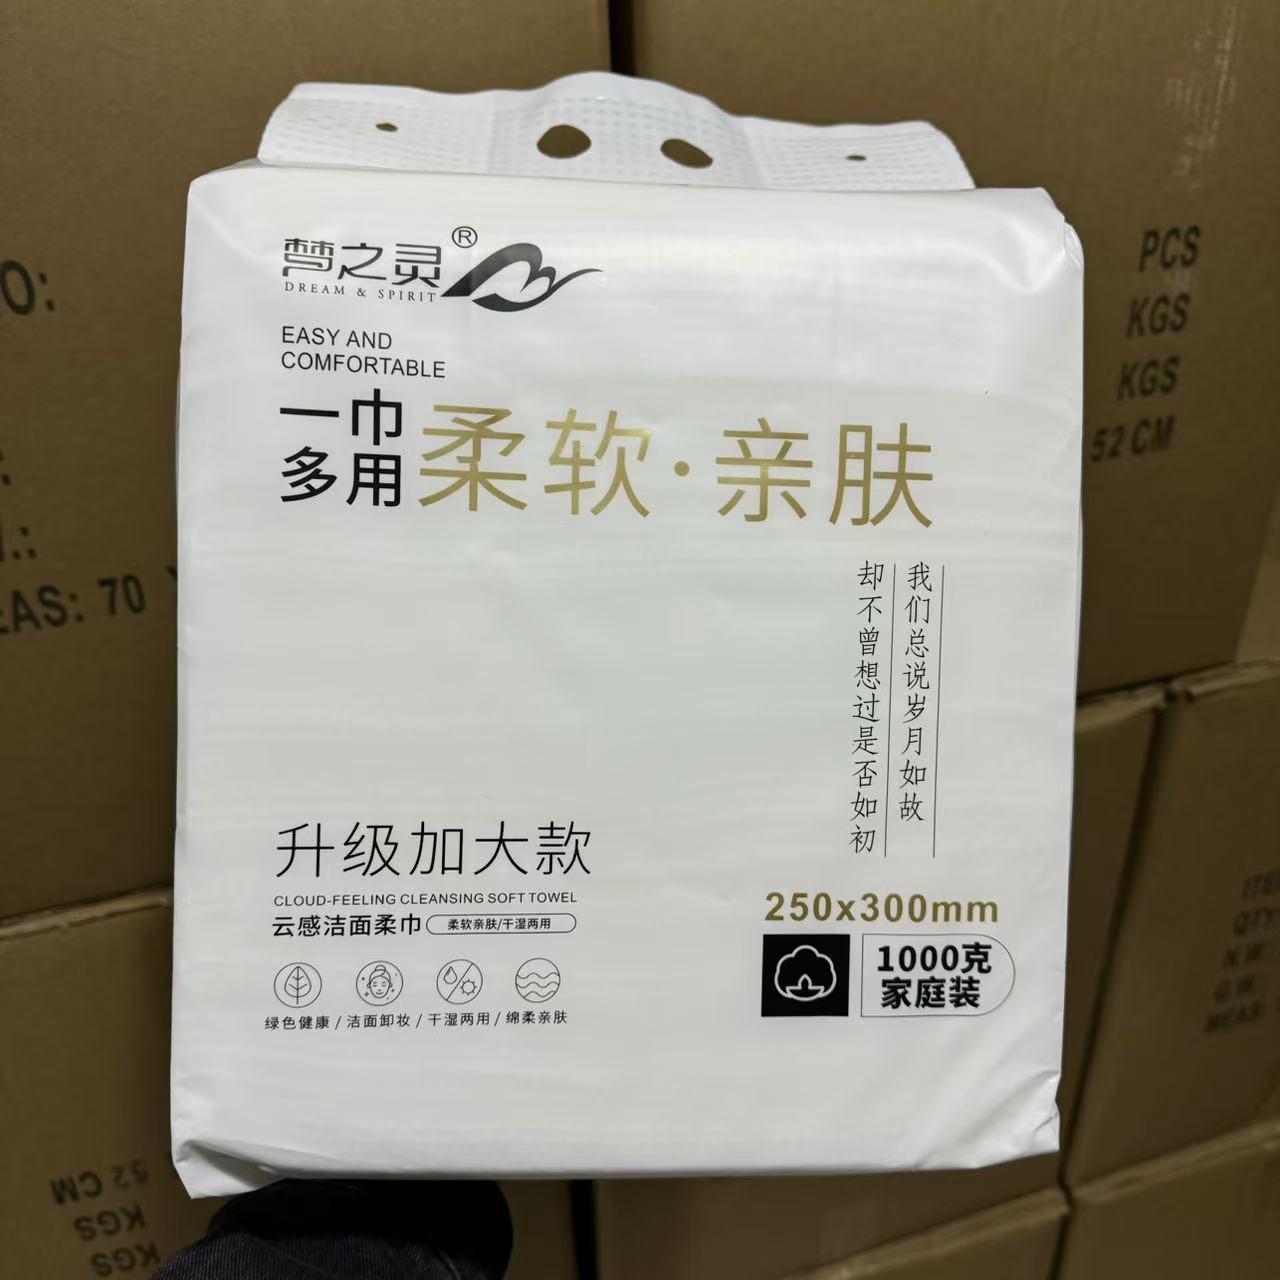 梦之灵®
DREAM & SPIRIT
EASY AND
COMFORTABLE
一巾
多用
柔软·亲肤
我们总说岁月如故
却不曾想过是否如初
升级加大款
CLOUD-FEELING CLEANSING SOFT TOWEL
云感洁面柔巾
柔软亲肤/干湿两用
绿色健康 / 洁面卸妆 / 干湿两用 / 绵柔亲肤
250x300mm
1000克
家庭装
O:
EAS: 70
PCS
KGS
KGS
52 CM
52 CM
KGS
KGS
QTY
N.W.:
G.W.:
MEAS: